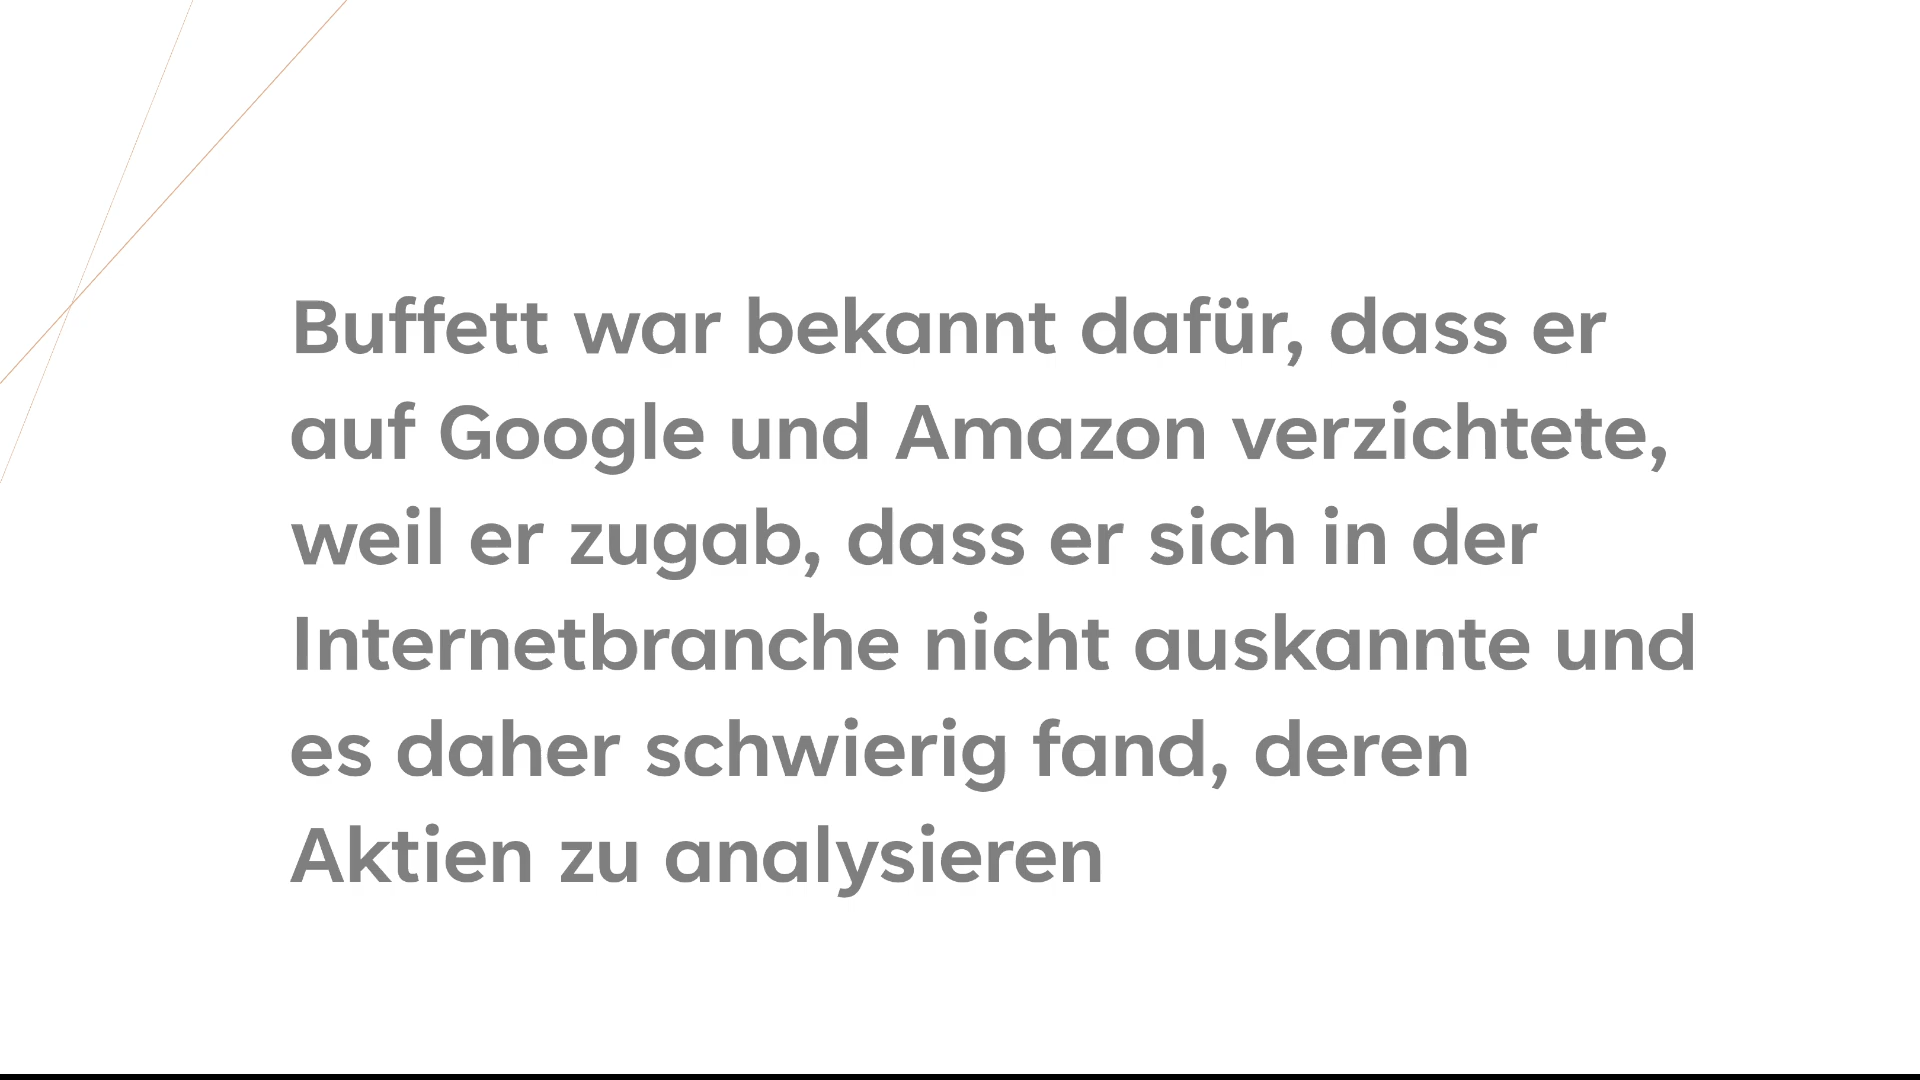 Buffett war bekannt dafür, dass er
auf Google und Amazon verzichtete,
weil er zugab, dass er sich in der
Internetbranche nicht auskannte und
es daher schwierig fand, deren
Aktien zu analysieren